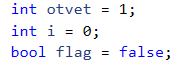 int otvet = 1;
int i = 0;
bool flag = false;